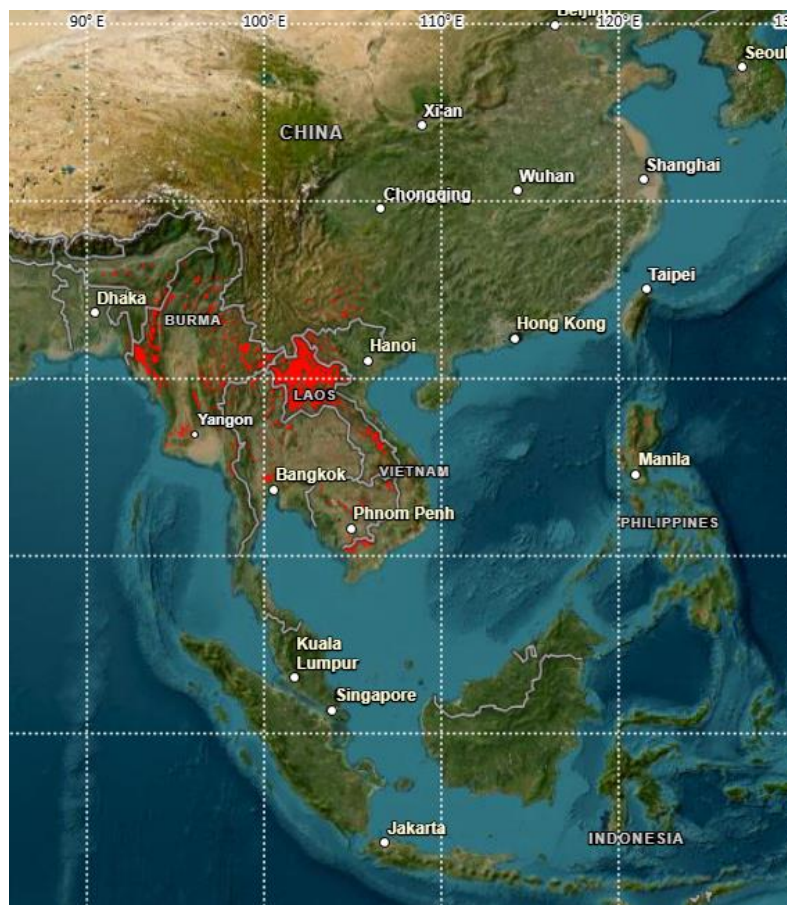 Beijing
90°E 100°E 110°E 120°E
Seoul
Xi'an
CHINA
Wuhan
Shanghai
Chongqing
Taipei
Dhaka
BURMA
Hong Kong
Hanoi
LAOS
Yangon
Manila
Bangkok
VIETNAM
Phnom Penh
PHILIPPINES
Kuala
Lumpur
Singapore
Jakarta
INDONESIA